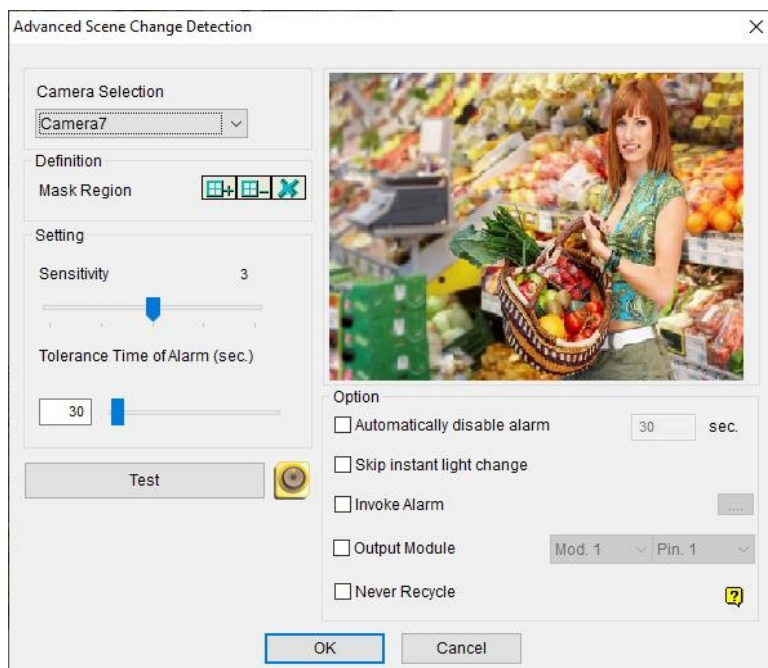 Advanced Scene Change Detection
Camera Selection
Camera7
Definition
Mask Region
Setting
Sensitivity 3
Tolerance Time of Alarm (sec.)
30
Test
Option
Automatically disable alarm 30 sec.
Skip instant light change
Invoke Alarm ....
Output Module Mod. 1 Pin. 1
Never Recycle ?
OK Cancel